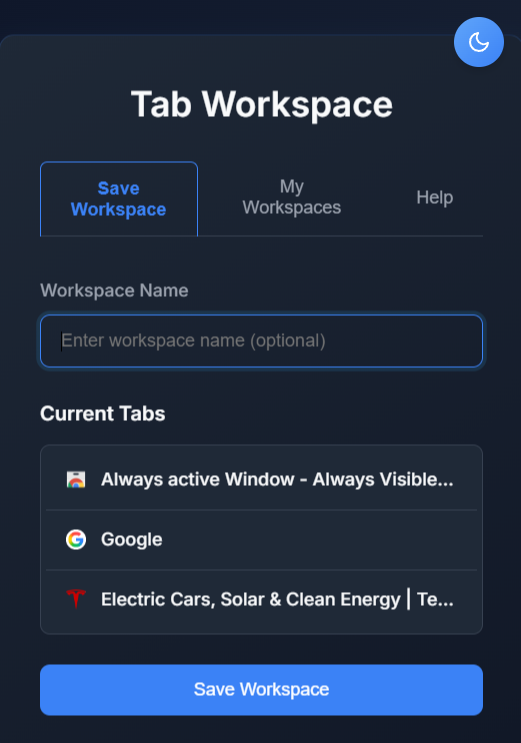 Tab Workspace
Save
Workspace
My
Workspaces
Help
Workspace Name
Enter workspace name (optional)
Current Tabs
Always active Window - Always Visible...
Google
Electric Cars, Solar & Clean Energy | Te...
Save Workspace